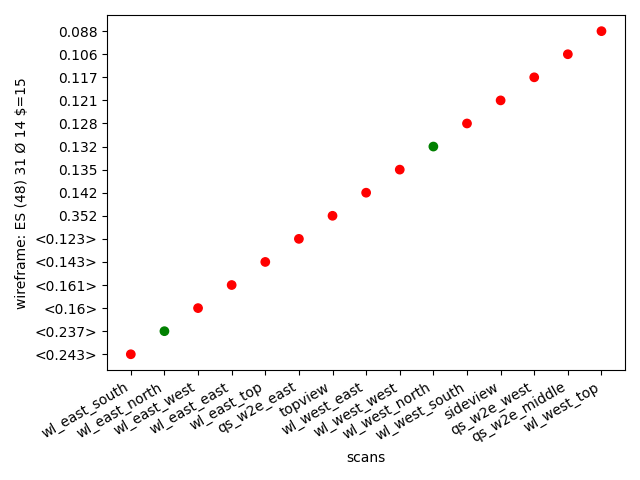 wireframe: ES (48) 31 Ø 14 $=15
0.088
0.106
0.117
0.121
0.128
0.132
0.135
0.142
0.352
<0.123>
<0.143>
<0.161>
<0.16>
<0.237>
<0.243>
wl_east_south
wl_east_north
wl_east_west
wl_east_east
wl_east_top
qs_w2e_east
topview
wl_west_east
wl_west_west
wl_west_north
wl_west_south
sideview
qs_w2e_west
qs_w2e_middle
wl_west_top
scans